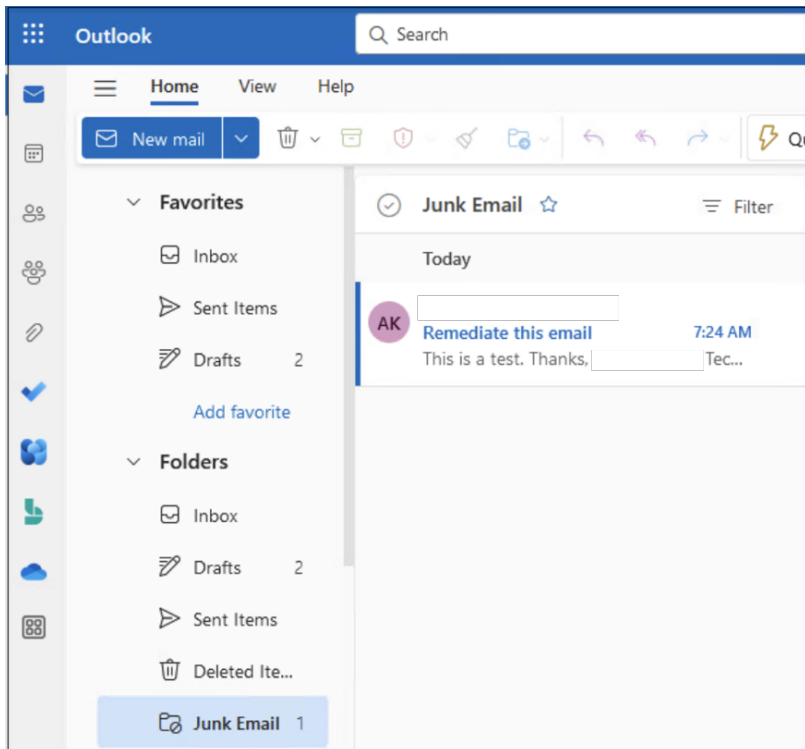 Outlook
Search
Home View Help
New mail
Favorites
Inbox
Sent Items
Drafts 2
Add favorite
Folders
Inbox
Drafts 2
Sent Items
Deleted Ite...
Junk Email 1
Junk Email
Filter
Today
AK
Remediate this email 7:24 AM
This is a test. Thanks, Tec...